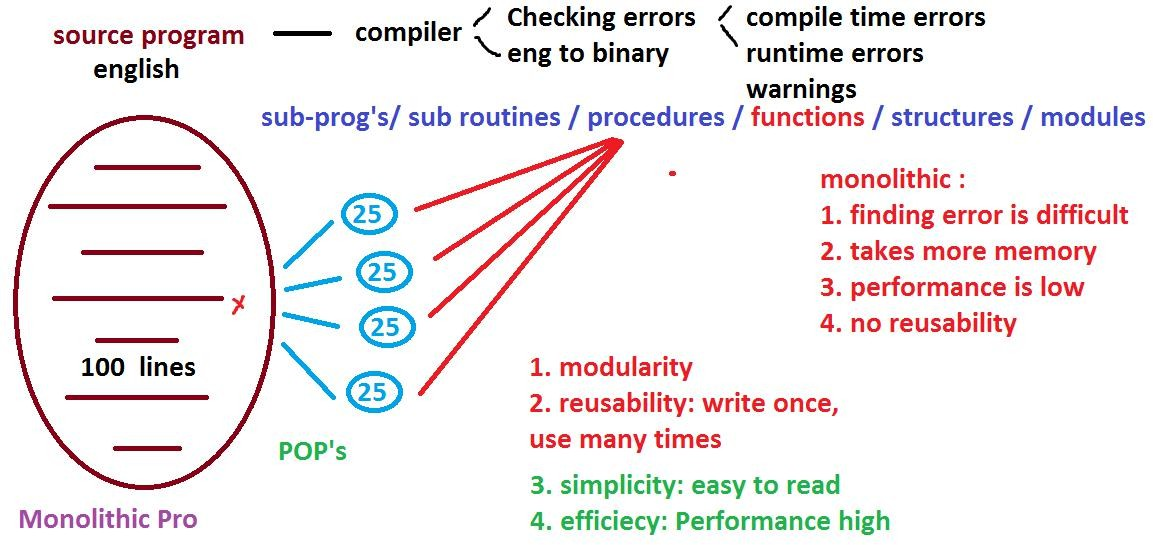 source program
english
compiler
Checking errors
eng to binary
compile time errors
runtime errors
warnings
sub-prog's/ sub routines / procedures / functions / structures / modules
25
25
25
25
100 lines
POP's
Monolithic Pro
monolithic :
1. finding error is difficult
2. takes more memory
3. performance is low
4. no reusability
1. modularity
2. reusability: write once,
use many times
3. simplicity: easy to read
4. efficiecy: Performance high